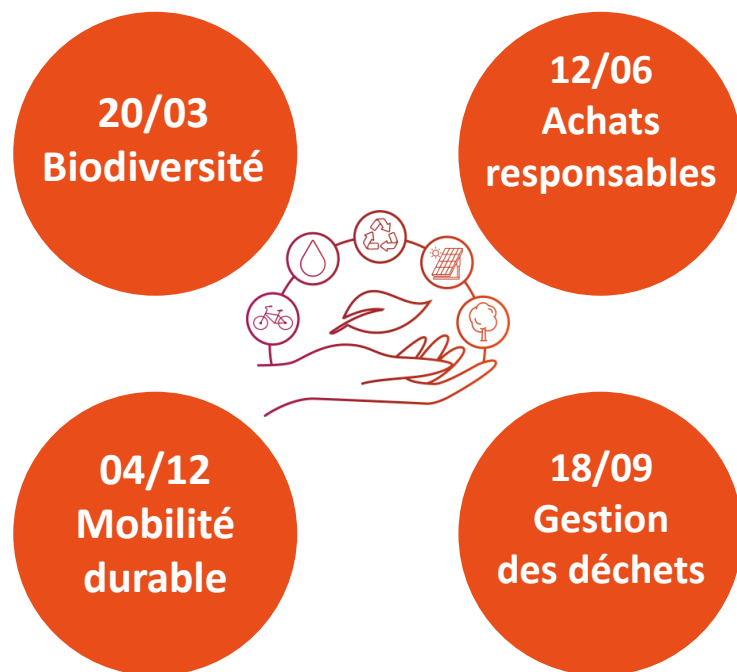 20/03
Biodiversité
12/06
Achats
responsables
04/12
Mobilité
durable
18/09
Gestion
des déchets